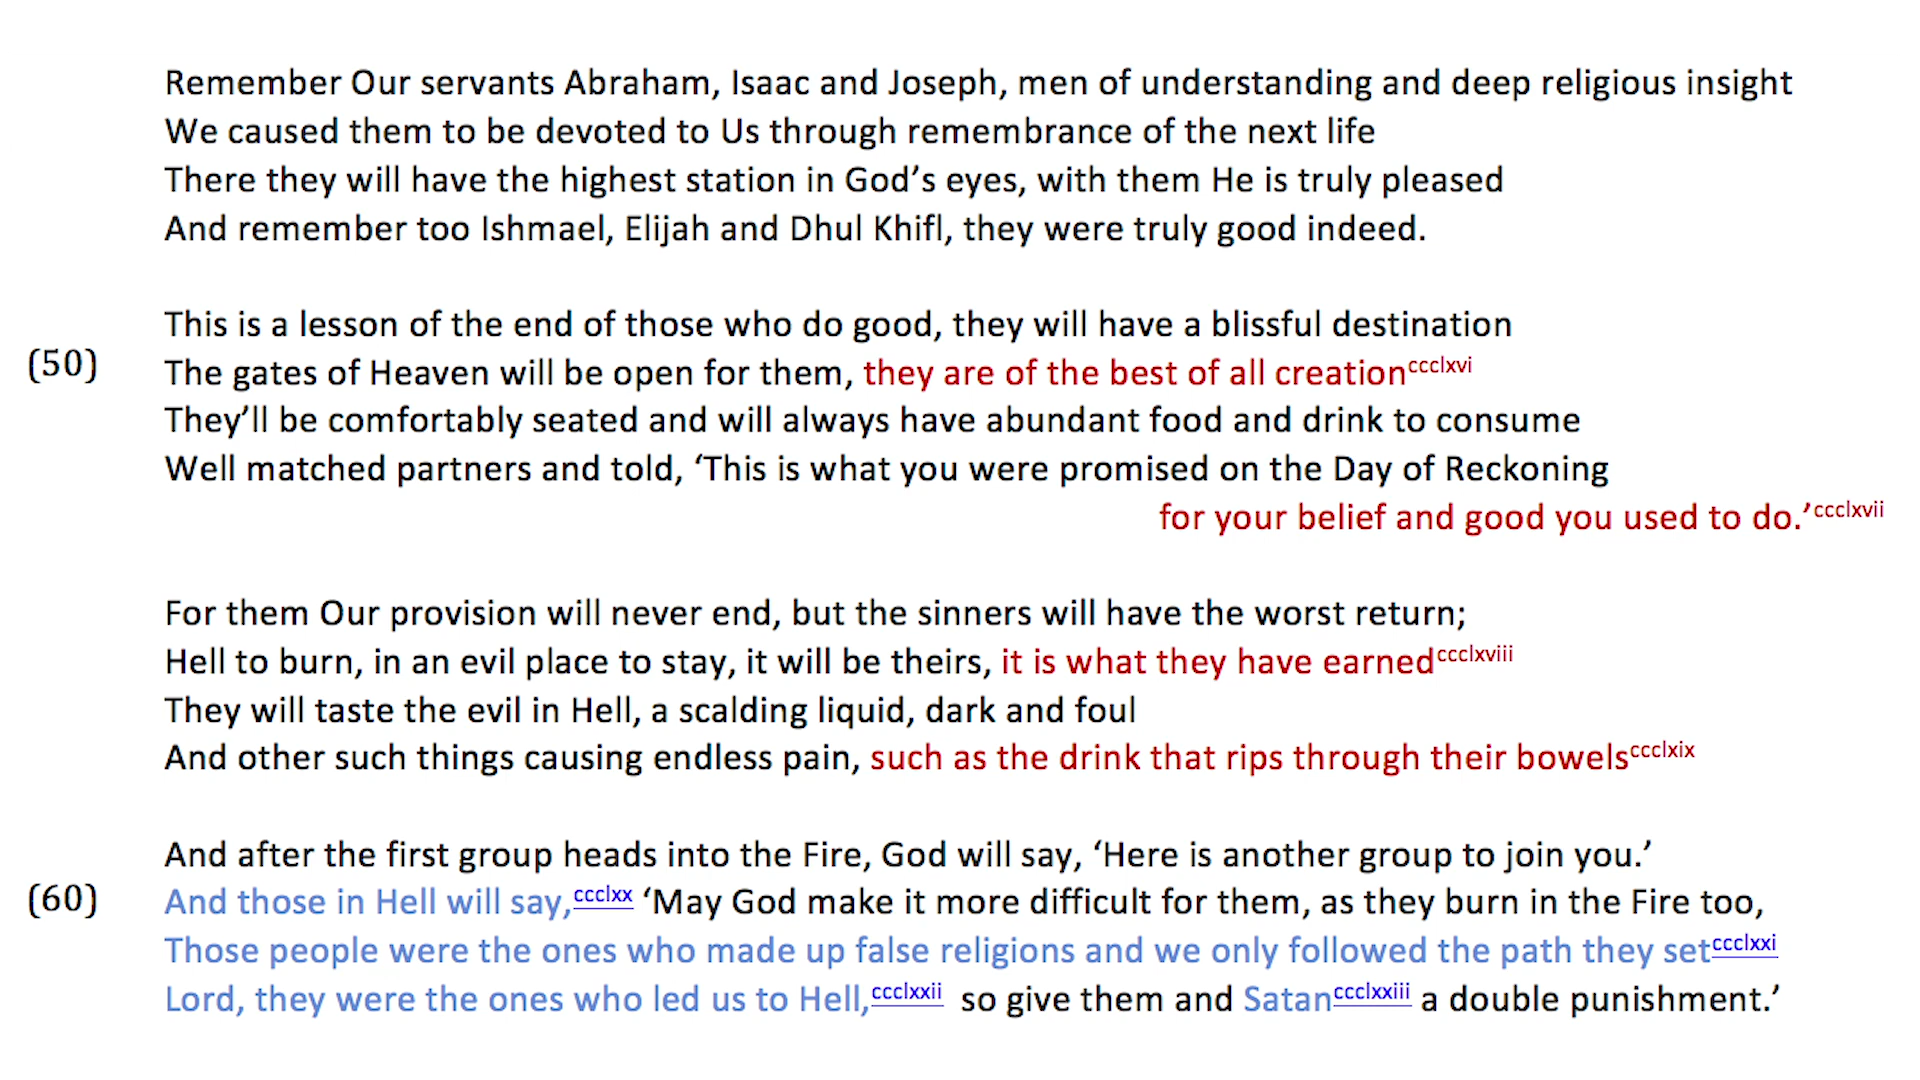 Remember Our servants Abraham, Isaac and Joseph, men of understanding and deep religious insight
We caused them to be devoted to Us through remembrance of the next life
There they will have the highest station in God’s eyes, with them He is truly pleased
And remember too Ishmael, Elijah and Dhul Khifl, they were truly good indeed.
This is a lesson of the end of those who do good, they will have a blissful destination
(50) The gates of Heaven will be open for them, they are of the best of all creationccclxvi
They’ll be comfortably seated and will always have abundant food and drink to consume
Well matched partners and told, ‘This is what you were promised on the Day of Reckoning
for your belief and good you used to do.’ccclxvii
For them Our provision will never end, but the sinners will have the worst return;
Hell to burn, in an evil place to stay, it will be theirs, it is what they have earnedccclxviii
They will taste the evil in Hell, a scalding liquid, dark and foul
And other such things causing endless pain, such as the drink that rips through their bowelsccclxix
And after the first group heads into the Fire, God will say, ‘Here is another group to join you.’
(60) And those in Hell will say,ccclxx ‘May God make it more difficult for them, as they burn in the Fire too,
Those people were the ones who made up false religions and we only followed the path they setccclxxi
Lord, they were the ones who led us to Hell,ccclxxii so give them and Satanccclxxiii a double punishment.’